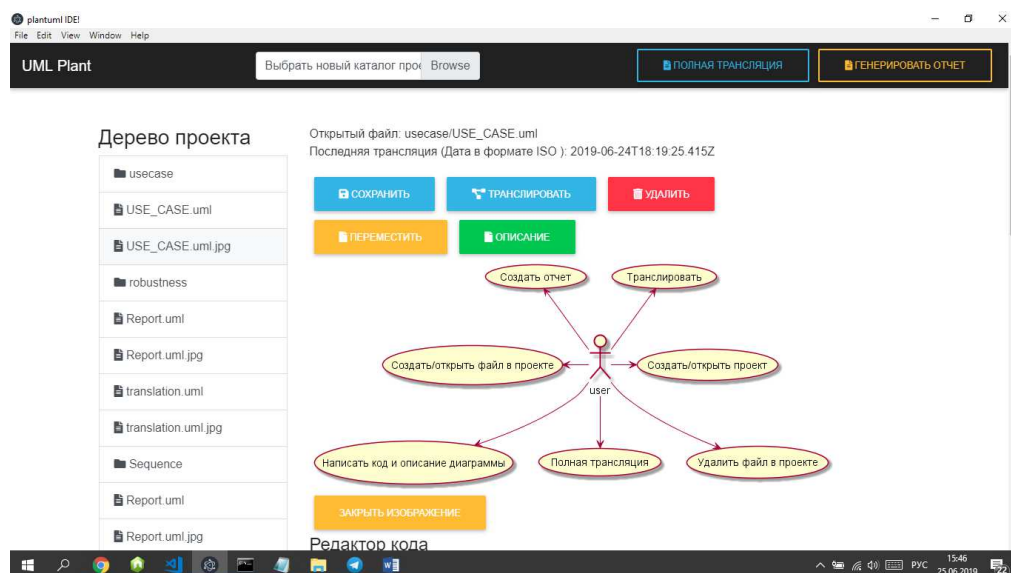 plantuml IDE!
File Edit View Window Help
UML Plant
Выбрать новый каталог прое Browse
ПОЛНАЯ ТРАНСЛЯЦИЯ
ГЕНЕРИРОВАТЬ ОТЧЕТ
Дерево проекта
usecase
USE_CASE.uml
USE_CASE.uml.jpg
robustness
Report.uml
Report.uml.jpg
translation.uml
translation.uml.jpg
Sequence
Report.uml
Report.uml.jpg
Открытый файл: usecase/USE_CASE.uml
Последняя трансляция (Дата в формате ISO ): 2019-06-24T18:19:25.415Z
СОХРАНИТЬ
ТРАНСЛИРОВАТЬ
УДАЛИТЬ
ПЕРЕМЕСТИТЬ
ОПИСАНИЕ
Создать отчет
Транслировать
Создать/открыть файл в проекте
Создать/открыть проект
user
Написать код и описание диаграммы
Полная трансляция
Удалить файл в проекте
ЗАКРЫТЬ ИЗОБРАЖЕНИЕ
Редактор кода
РУС
15:46
25.06.2019
22